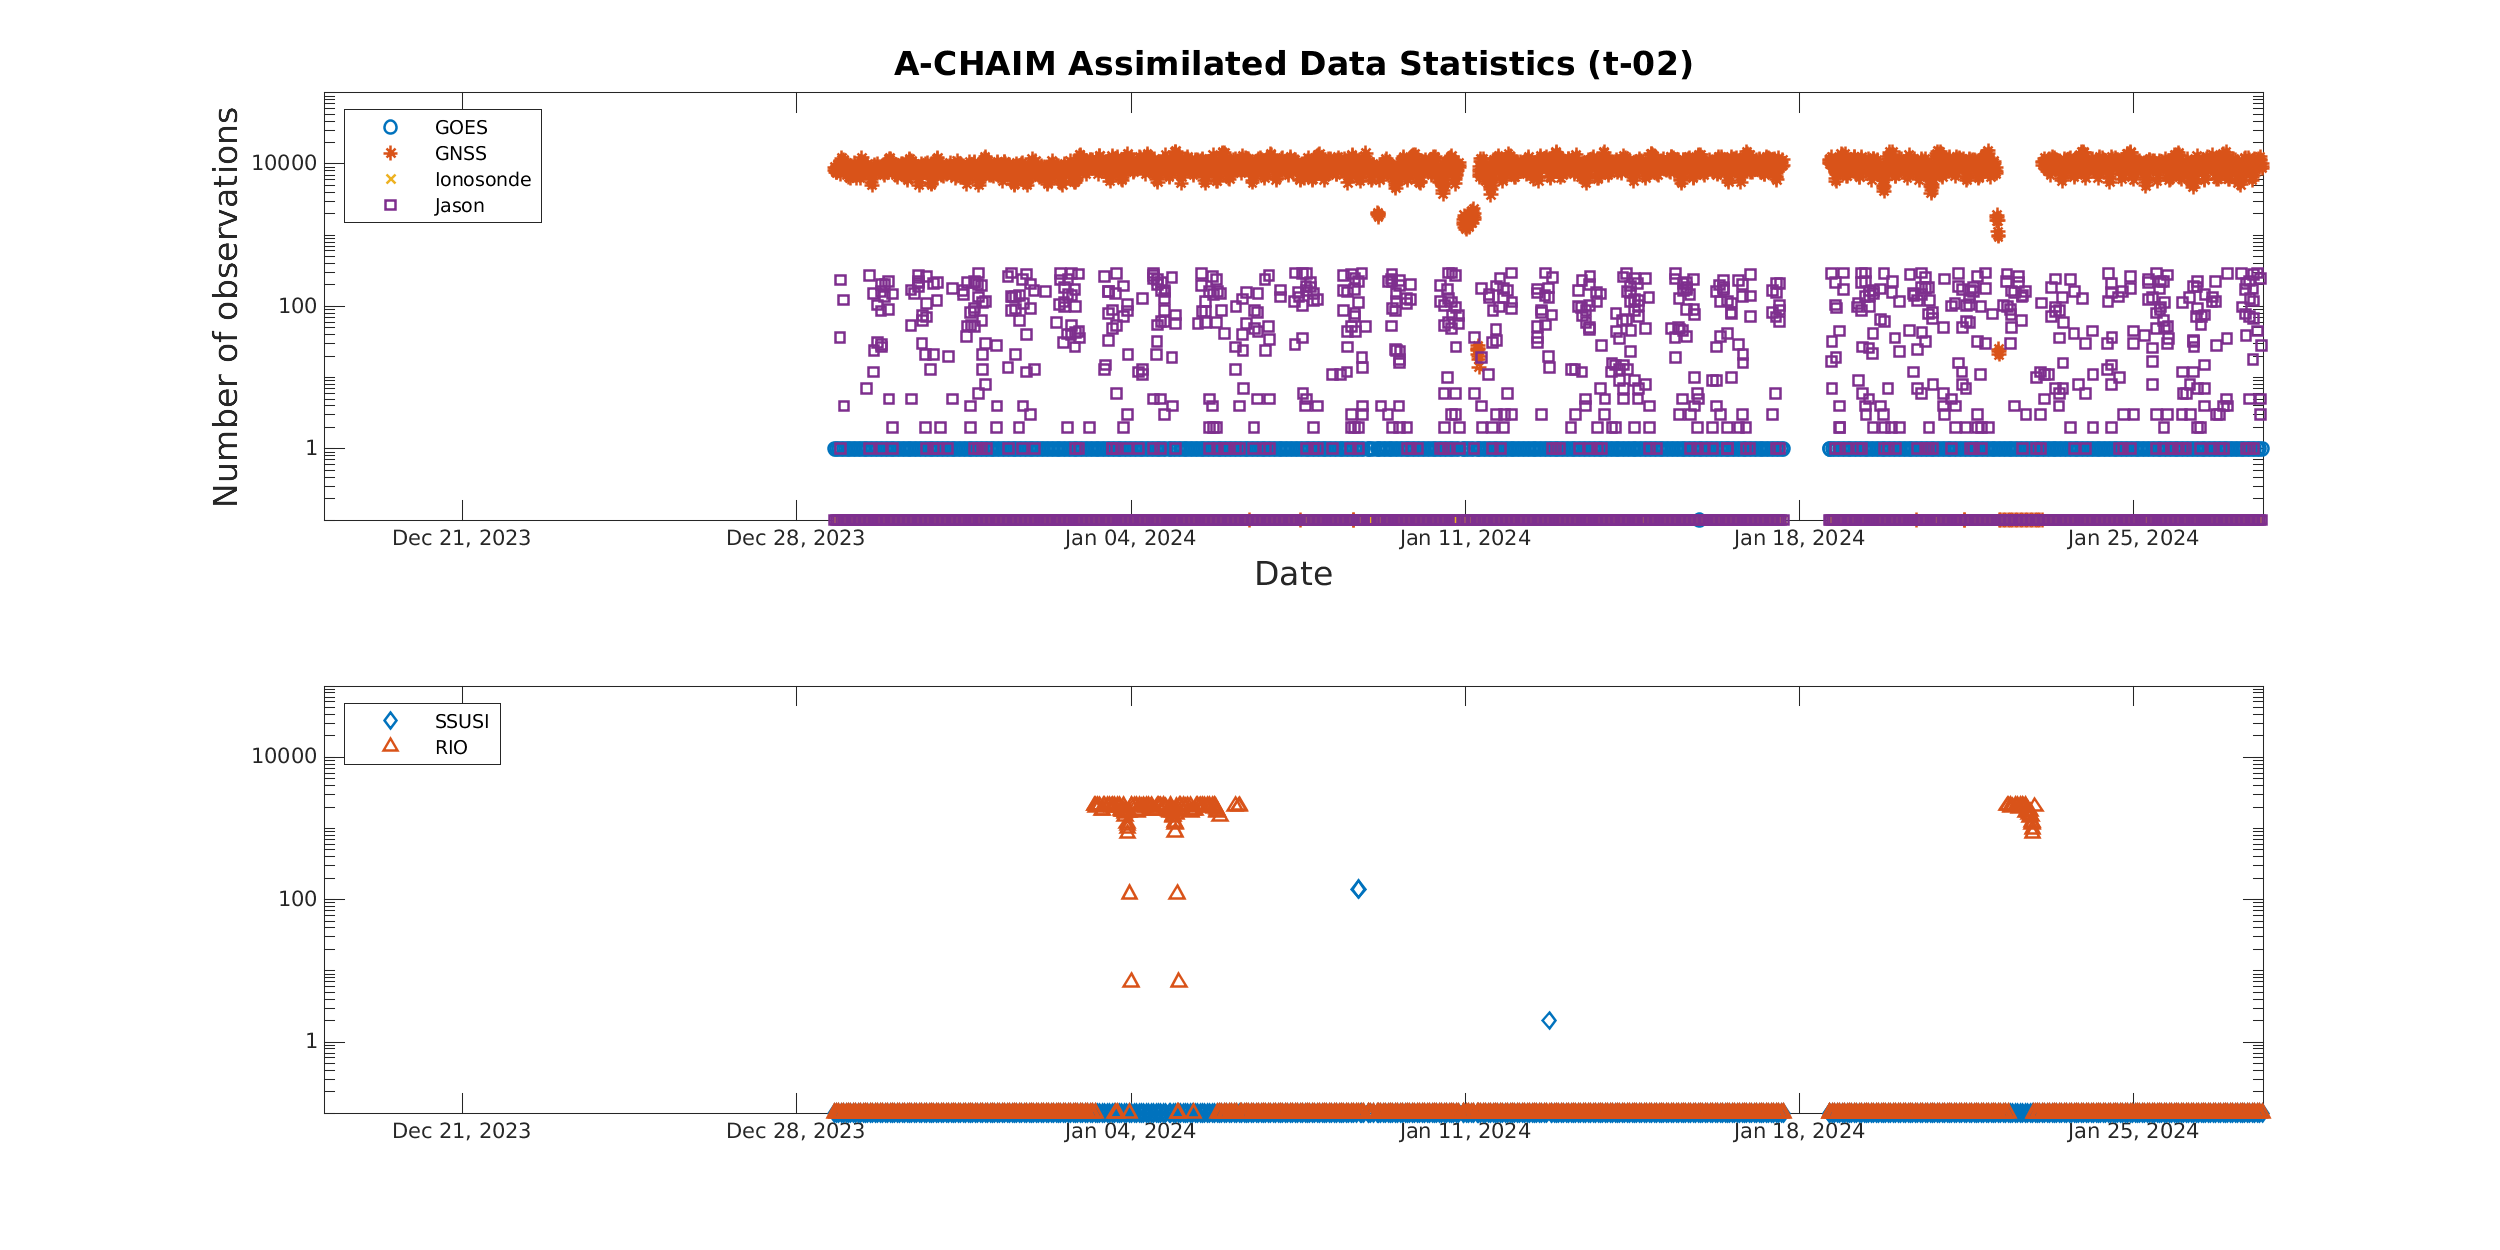 A-CHAIM Assimilated Data Statistics (t-02)
Number of observations
10000
100
1
GOES
GNSS
Ionosonde
Jason
Dec 21, 2023 Dec 28, 2023 Jan 04, 2024 Jan 11, 2024 Jan 18, 2024 Jan 25, 2024
Date
10000
100
1
SSUSI
RIO
Dec 21, 2023 Dec 28, 2023 Jan 04, 2024 Jan 11, 2024 Jan 18, 2024 Jan 25, 2024